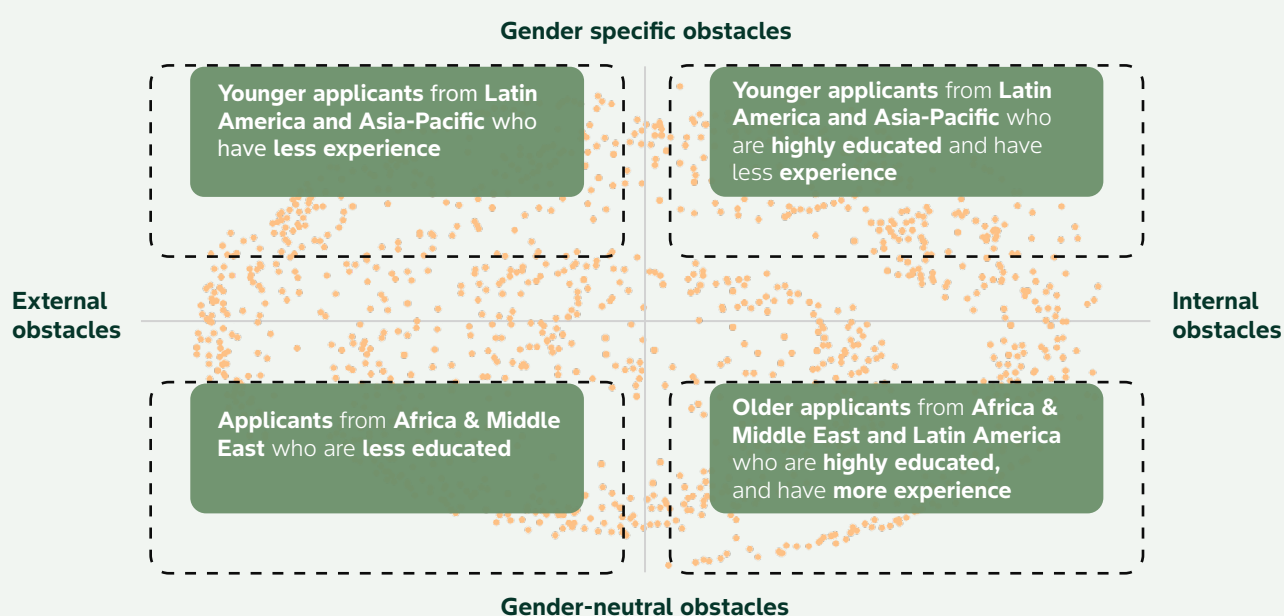 Gender specific obstacles
Younger applicants from Latin
America and Asia-Pacific who
have less experience
Younger applicants from Latin
America and Asia-Pacific who
are highly educated and have
less experience
External
obstacles
Internal
obstacles
Applicants from Africa & Middle
East who are less educated
Older applicants from Africa &
Middle East and Latin America
who are highly educated,
and have more experience
Gender-neutral obstacles